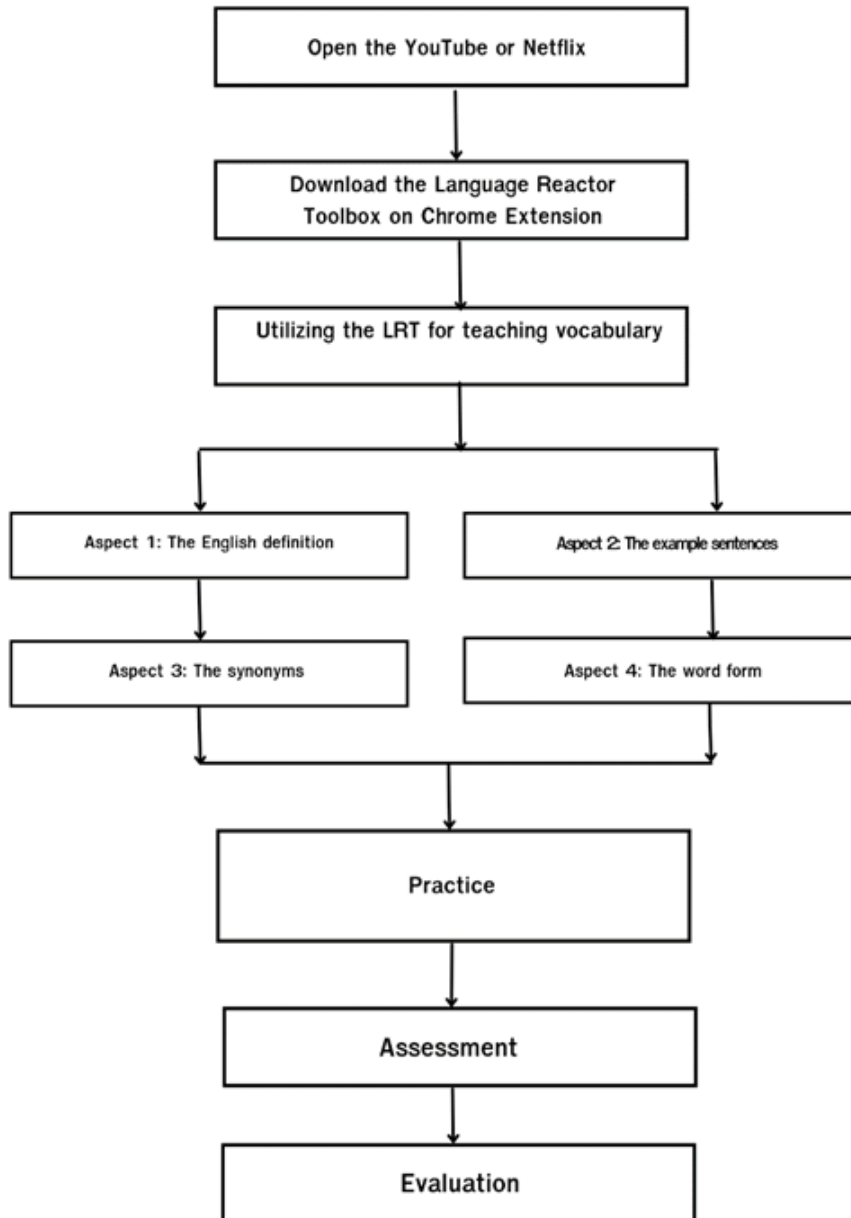 Open the YouTube or Netflix
Download the Language Reactor
Toolbox on Chrome Extension
Utilizing the LRT for teaching vocabulary
Aspect 1: The English definition
Aspect 2: The example sentences
Aspect 3: The synonyms
Aspect 4: The word form
Practice
Assessment
Evaluation